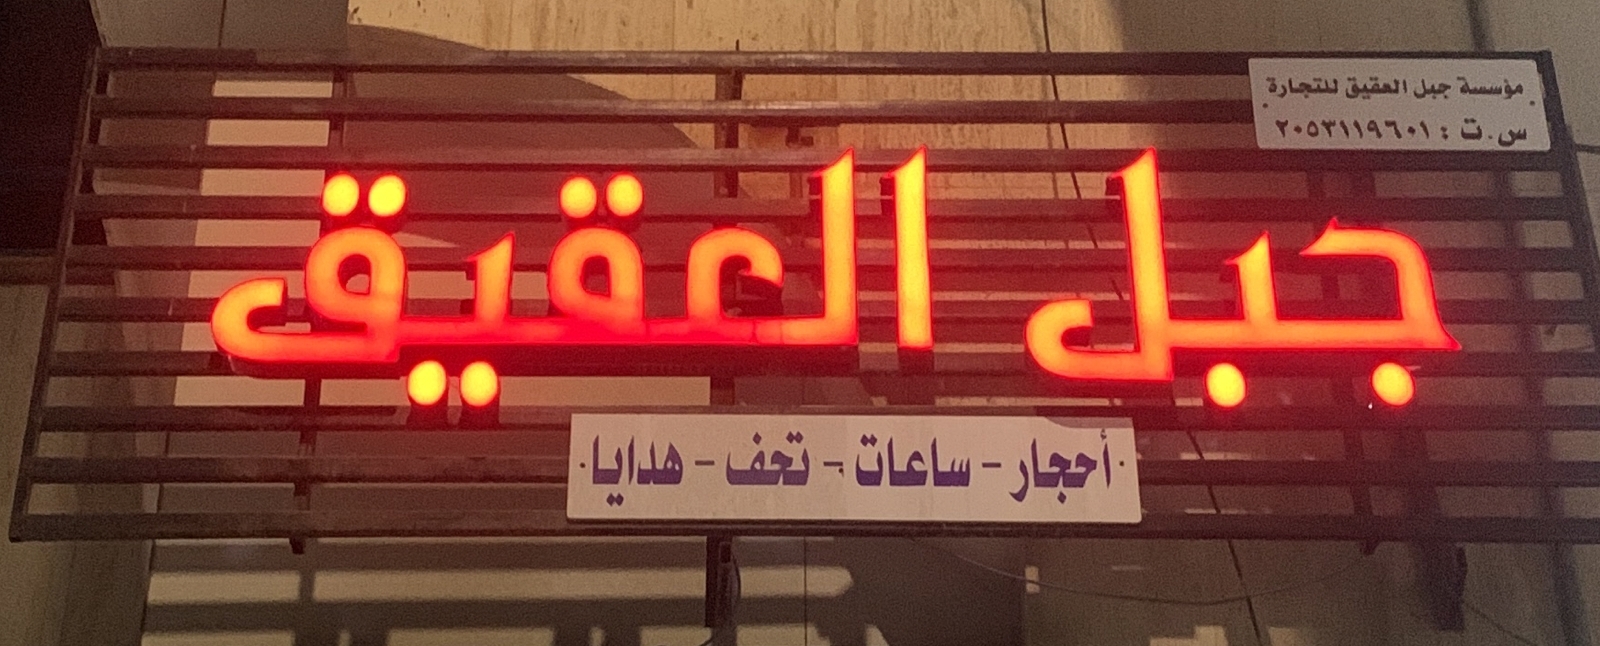 مؤسسة جبل العقيق للتجارة
س.ت : ٢٠٥٣١١٩٦٠١
جبل العقيق
أحجار - ساعات - تحف - هدايا